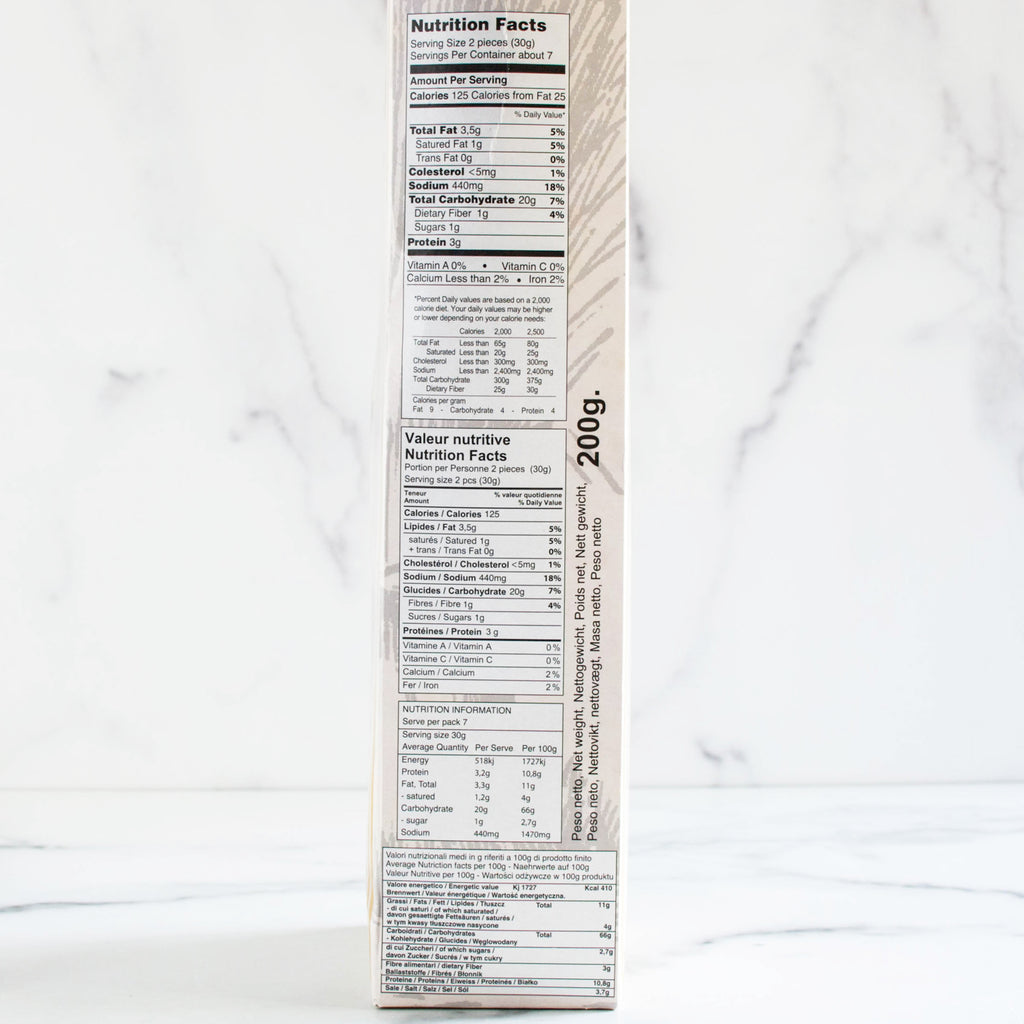 Nutrition Facts
Serving Size 2 pieces (30g)
Servings Per Container about 7
Amount Per Serving
Calories 125 Calories from Fat 25
% Daily Value*
Total Fat 3,5g 5%
Satured Fat 1g 5%
Trans Fat 0g 0%
Colesterol <5mg 1%
Sodium 440mg 18%
Total Carbohydrate 20g 7%
Dietary Fiber 1g 4%
Sugars 1g
Protein 3g
Vitamin A 0% • Vitamin C 0%
Calcium Less than 2% • Iron 2%
*Percent Daily values are based on a 2,000
calorie diet. Your daily values may be higher
or lower depending on your calorie needs:
Calories 2,000 2,500
Total Fat Less than 65g 80g
Saturated Less than 20g 25g
Cholesterol Less than 300mg 300mg
Sodium Less than 2,400mg 2,400mg
Total Carbohydrate 300g 375g
Dietary Fiber 25g 30g
Calories per gram
Fat 9 - Carbohydrate 4 - Protein 4
Valeur nutritive
Nutrition Facts
Portion per Personne 2 pieces (30g)
Serving size 2 pcs (30g)
Teneur % valeur quotidienne
Amount % Daily Value
Calories / Calories 125
Lipides / Fat 3,5g 5%
saturés / Satured 1g 5%
+ trans / Trans Fat 0g 0%
Cholestérol / Cholesterol <5mg 1%
Sodium / Sodium 440mg 18%
Glucides / Carbohydrate 20g 7%
Fibres / Fibre 1g 4%
Sucres / Sugars 1g
Protéines / Protein 3 g
Vitamine A / Vitamin A 0%
Vitamine C / Vitamin C 0%
Calcium / Calcium 2%
Fer / Iron 2%
NUTRITION INFORMATION
Serve per pack 7
Serving size 30g
Average Quantity Per Serve Per 100g
Energy 518kj 1727kj
Protein 3,2g 10,8g
Fat, Total 3,3g 11g
- satured 1,2g 4g
Carbohydrate 20g 66g
- sugar 1g 2,7g
Sodium 440mg 1470mg
Peso netto, Net weight, Nettogewicht, Poids net, Nett gewicht, 200g.
Peso neto, Nettovikt, nettovægt, Masa netto, Peso netto
Valori nutrizionali medi in g riferiti a 100g di prodotto finito
Average Nutriction facts per 100g - Naehrwerte auf 100g
Valeur Nutritive per 100g - Wartości odżywcze w 100g produktu
Valore energetico / Energetic value Kj 1727 Kcal 410
Brennwert / Valeur énergétique / Wartość energetyczna.
Grassi / Fats / Fett / Lipides / Tłuszcz Total 11g
- di cui saturi / of which saturated /
davon gesaettigte Fettsäuren / saturés /
w tym kwasy tłuszczowe nasycone 4g
Carboidrati / Carbohydrates Total 66g
- Kohlehydrate / Glucides / Węglowodany
di cui Zuccheri / of which sugars / 2,7g
davon Zucker / Sucrés / w tym cukry
Fibre alimentari / dietary Fiber 3g
Ballaststoffe / Fibrés / Błonnik
Proteine / Proteins / Eiweiss / Proteinés / Białko 10,8g
Sale / Salt / Salz / Sel / Sól 3,7g